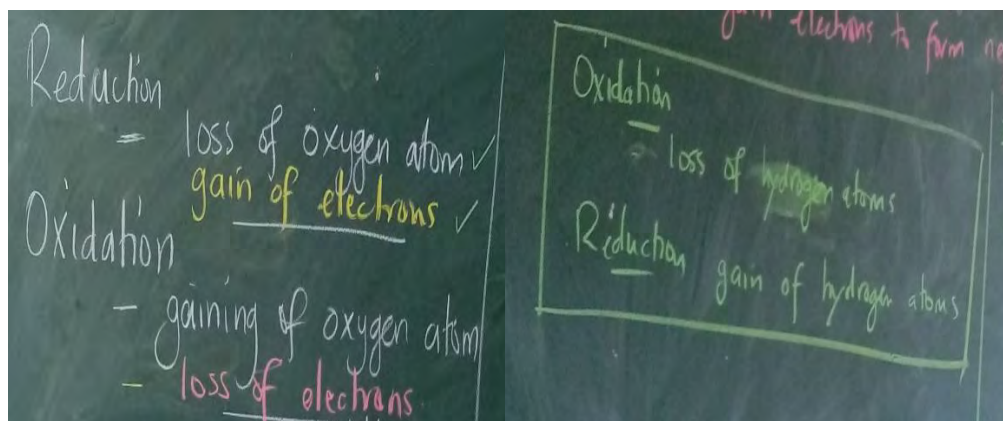 Reduction
= loss of oxygen atom ✓
gain of electrons ✓
Oxidation
- gaining of oxygen atom
- loss of electrons
gain electrons to form
Oxidation
- loss of hydrogen atoms
Reduction gain of hydrogen atoms